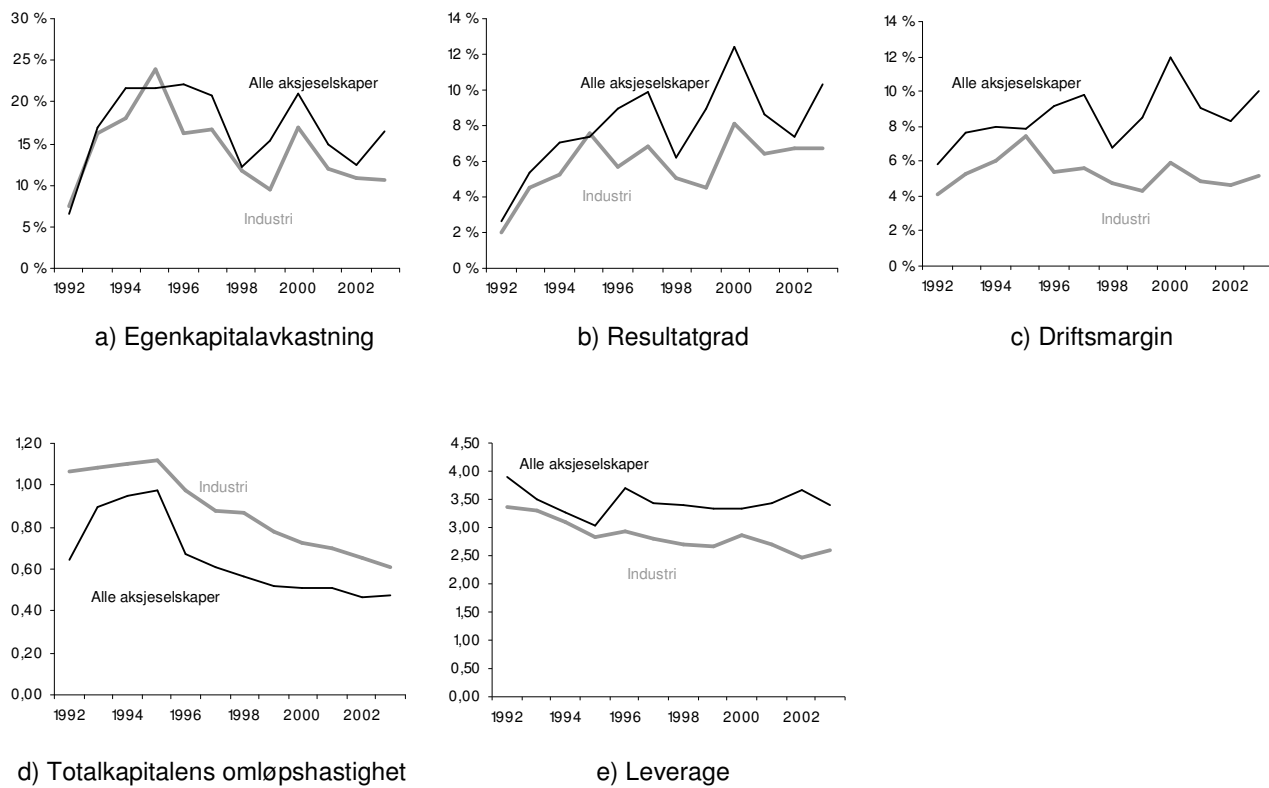 30 %
25 %
20 %
15 %
10 %
5 %
0 %
Alle aksjeselskaper
Industri
1992 1994 1996 1998 2000 2002
a) Egenkapitalavkastning
14 %
12 %
10 %
8 %
6 %
4 %
2 %
0 %
Alle aksjeselskaper
Industri
1992 1994 1996 1998 2000 2002
b) Resultatgrad
14 %
12 %
10 %
8 %
6 %
4 %
2 %
0 %
Alle aksjeselskaper
Industri
1992 1994 1996 1998 2000 2002
c) Driftsmargin
1,20
1,00
0,80
0,60
0,40
0,20
0,00
Industri
Alle aksjeselskaper
1992 1994 1996 1998 2000 2002
d) Totalkapitalens omløpshastighet
4,50
4,00
3,50
3,00
2,50
2,00
1,50
1,00
0,50
0,00
Alle aksjeselskaper
Industri
1992 1994 1996 1998 2000 2002
e) Leverage